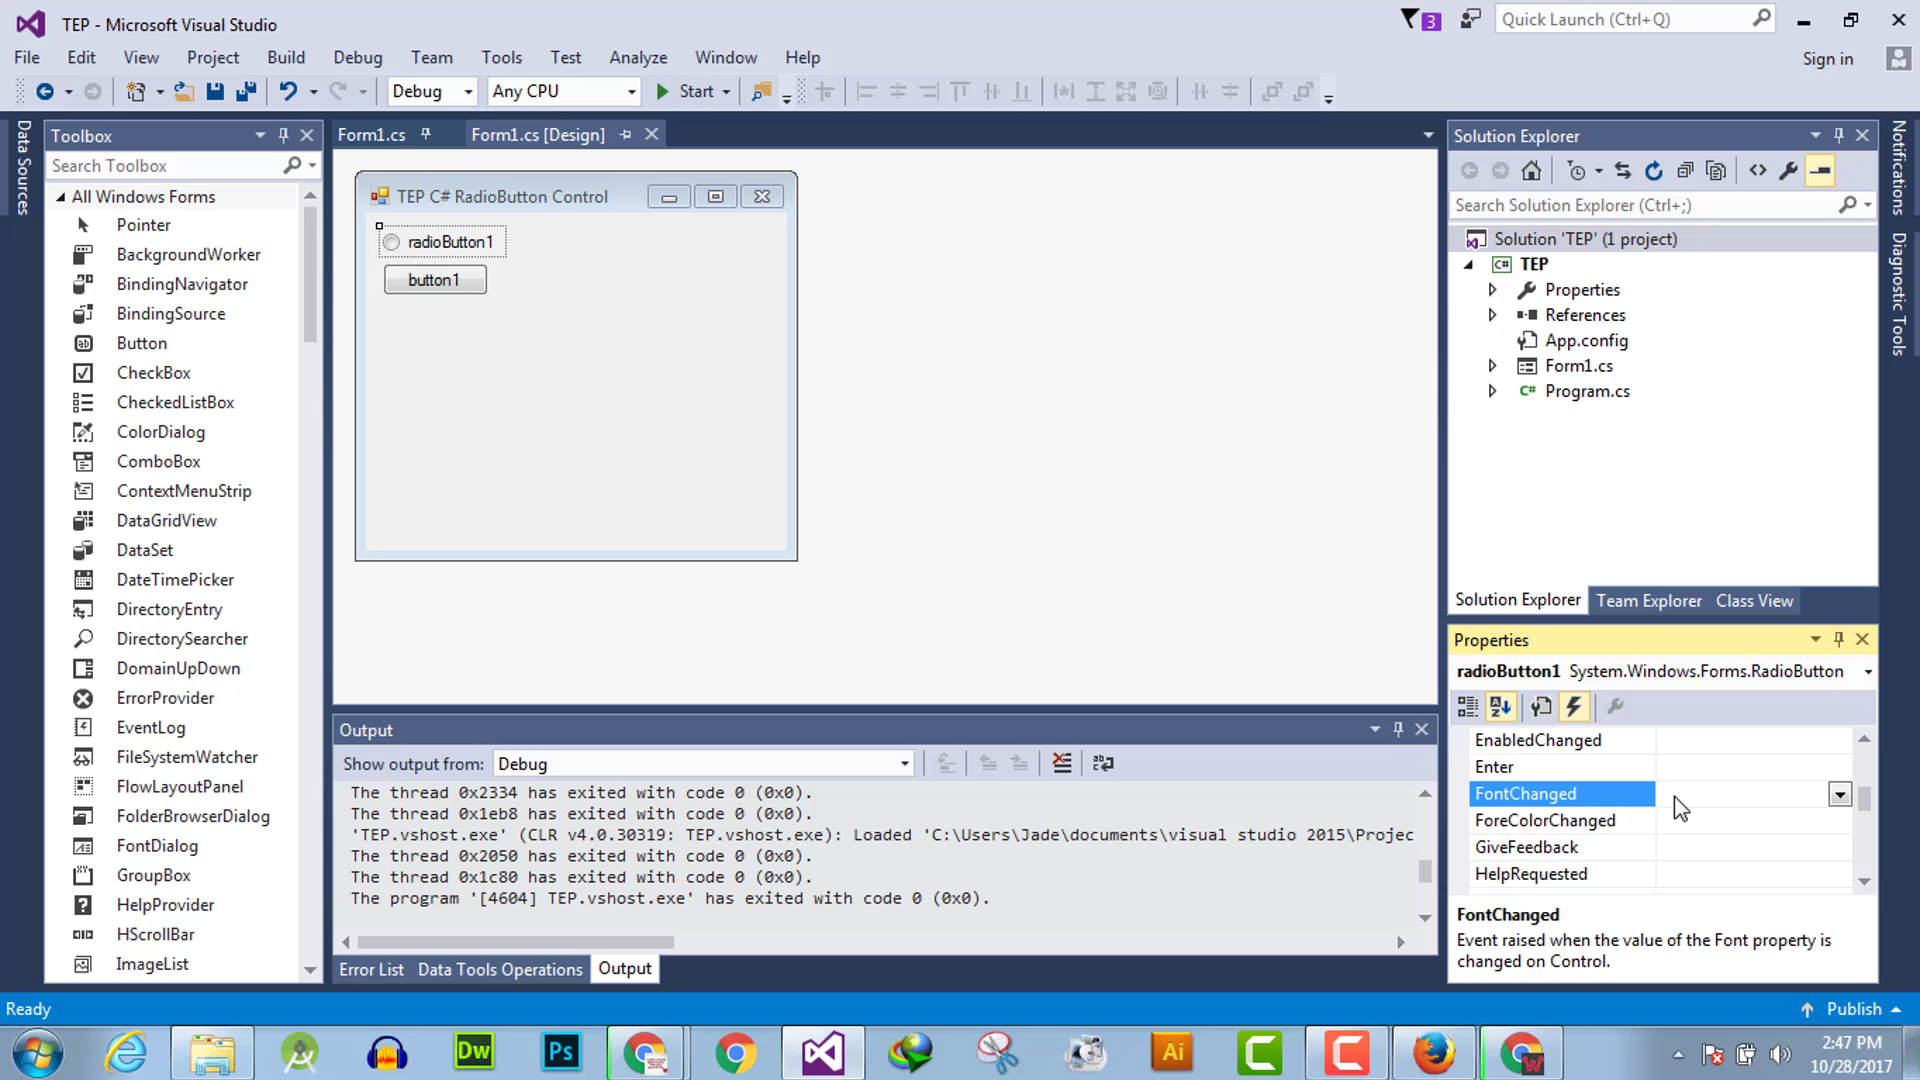 TEP - Microsoft Visual Studio
3
Quick Launch (Ctrl+Q)
File Edit View Project Build Debug Team Tools Test Analyze Window Help
Sign in
Debug Any CPU Start
Data Sources
Toolbox
Search Toolbox
All Windows Forms
Pointer
BackgroundWorker
BindingNavigator
BindingSource
Button
CheckBox
CheckedListBox
ColorDialog
ComboBox
ContextMenuStrip
DataGridView
DataSet
DateTimePicker
DirectoryEntry
DirectorySearcher
DomainUpDown
ErrorProvider
EventLog
FileSystemWatcher
FlowLayoutPanel
FolderBrowserDialog
FontDialog
GroupBox
HelpProvider
HScrollBar
ImageList
Form1.cs Form1.cs [Design]
TEP C# RadioButton Control
radioButton1
button1
Output
Show output from: Debug
The thread 0x2334 has exited with code 0 (0x0).
The thread 0x1eb8 has exited with code 0 (0x0).
'TEP.vshost.exe' (CLR v4.0.30319: TEP.vshost.exe): Loaded 'C:\Users\Jade\documents\visual studio 2015\Projec
The thread 0x2050 has exited with code 0 (0x0).
The thread 0x1c80 has exited with code 0 (0x0).
The program '[4604] TEP.vshost.exe' has exited with code 0 (0x0).
Error List Data Tools Operations Output
Solution Explorer
Search Solution Explorer (Ctrl+;)
Solution 'TEP' (1 project)
C# TEP
Properties
References
App.config
Form1.cs
C# Program.cs
Solution Explorer Team Explorer Class View
Properties
radioButton1 System.Windows.Forms.RadioButton
EnabledChanged
Enter
FontChanged
ForeColorChanged
GiveFeedback
HelpRequested
FontChanged
Event raised when the value of the Font property is
changed on Control.
Notifications
Diagnostic Tools
Ready
Publish
Dw
Ps
Ai
2:47 PM
10/28/2017